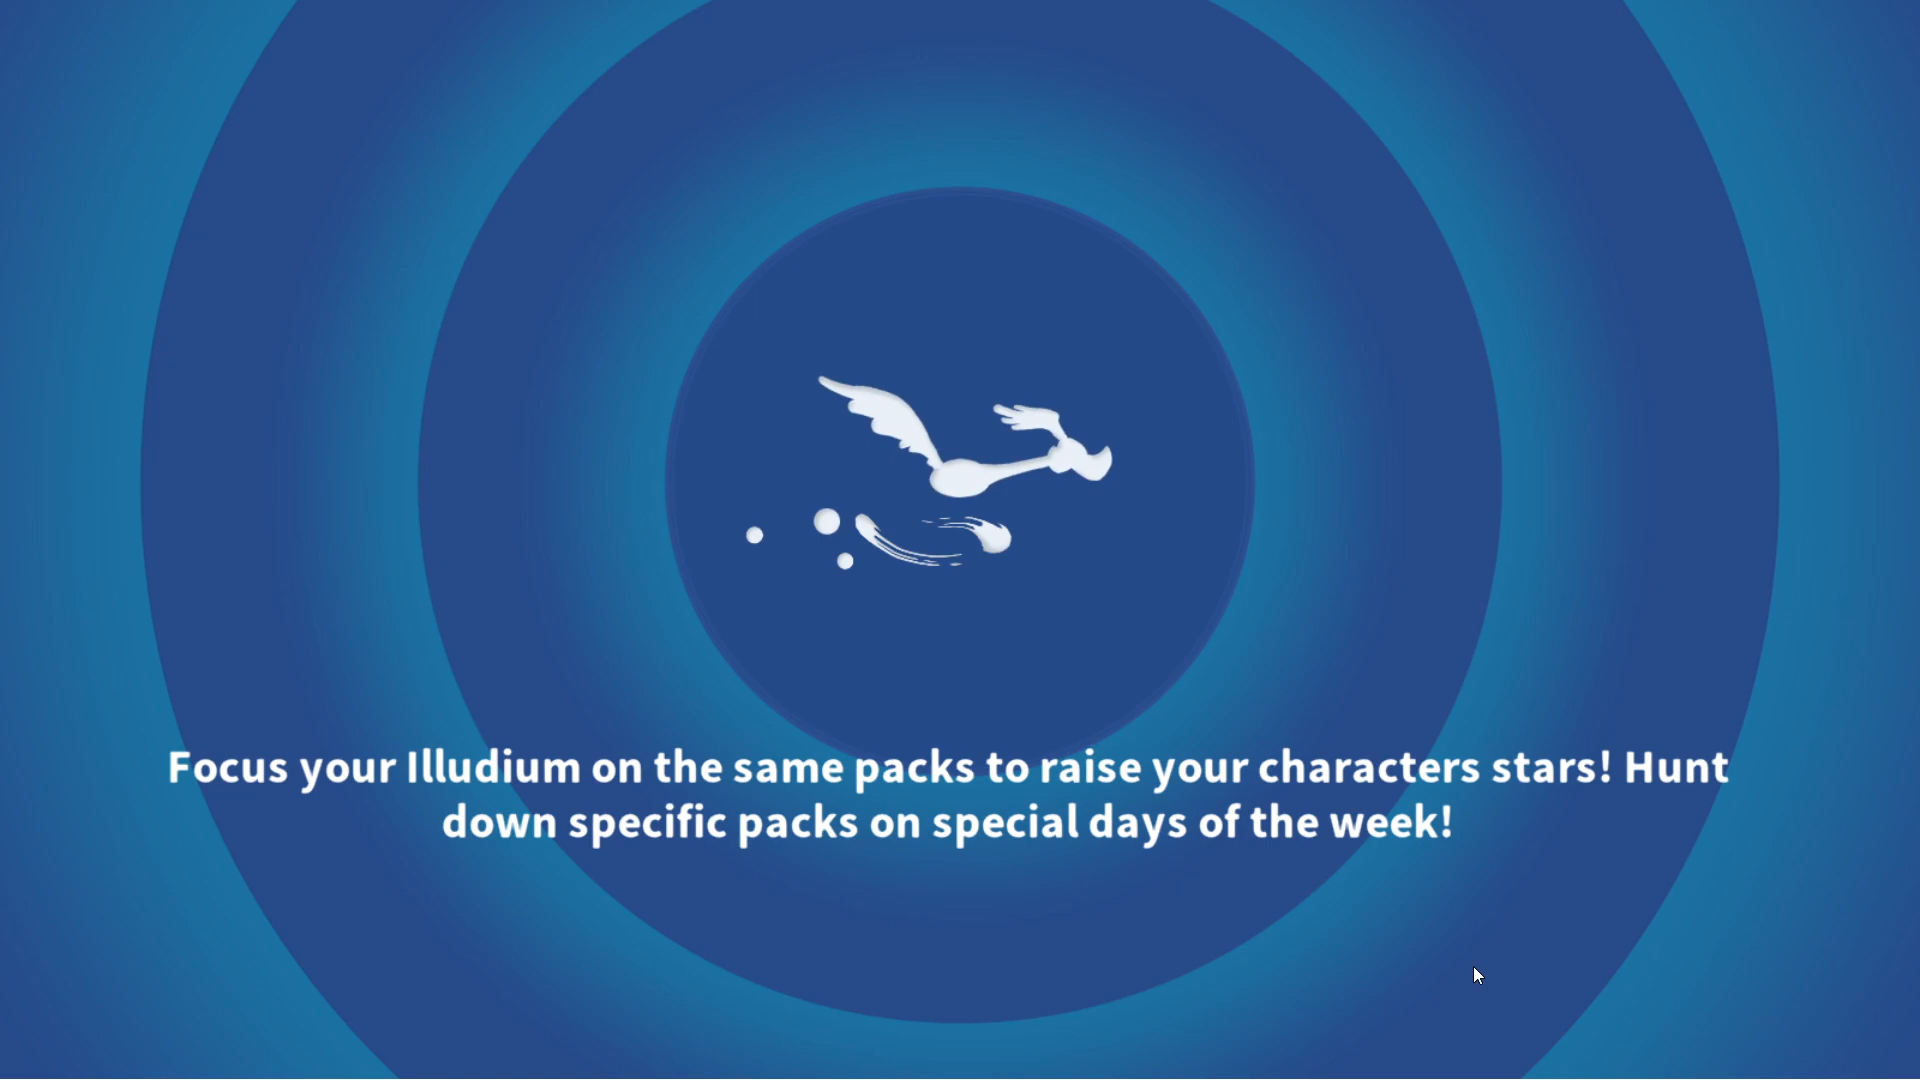 Focus your Illudium on the same packs to raise your characters stars! Hunt
down specific packs on special days of the week!